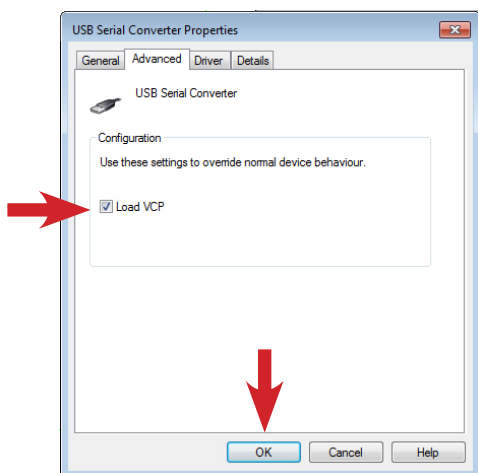 USB Serial Converter Properties
General Advanced Driver Details
USB Serial Converter
Configuration
Use these settings to override normal device behaviour.
Load VCP
OK Cancel Help